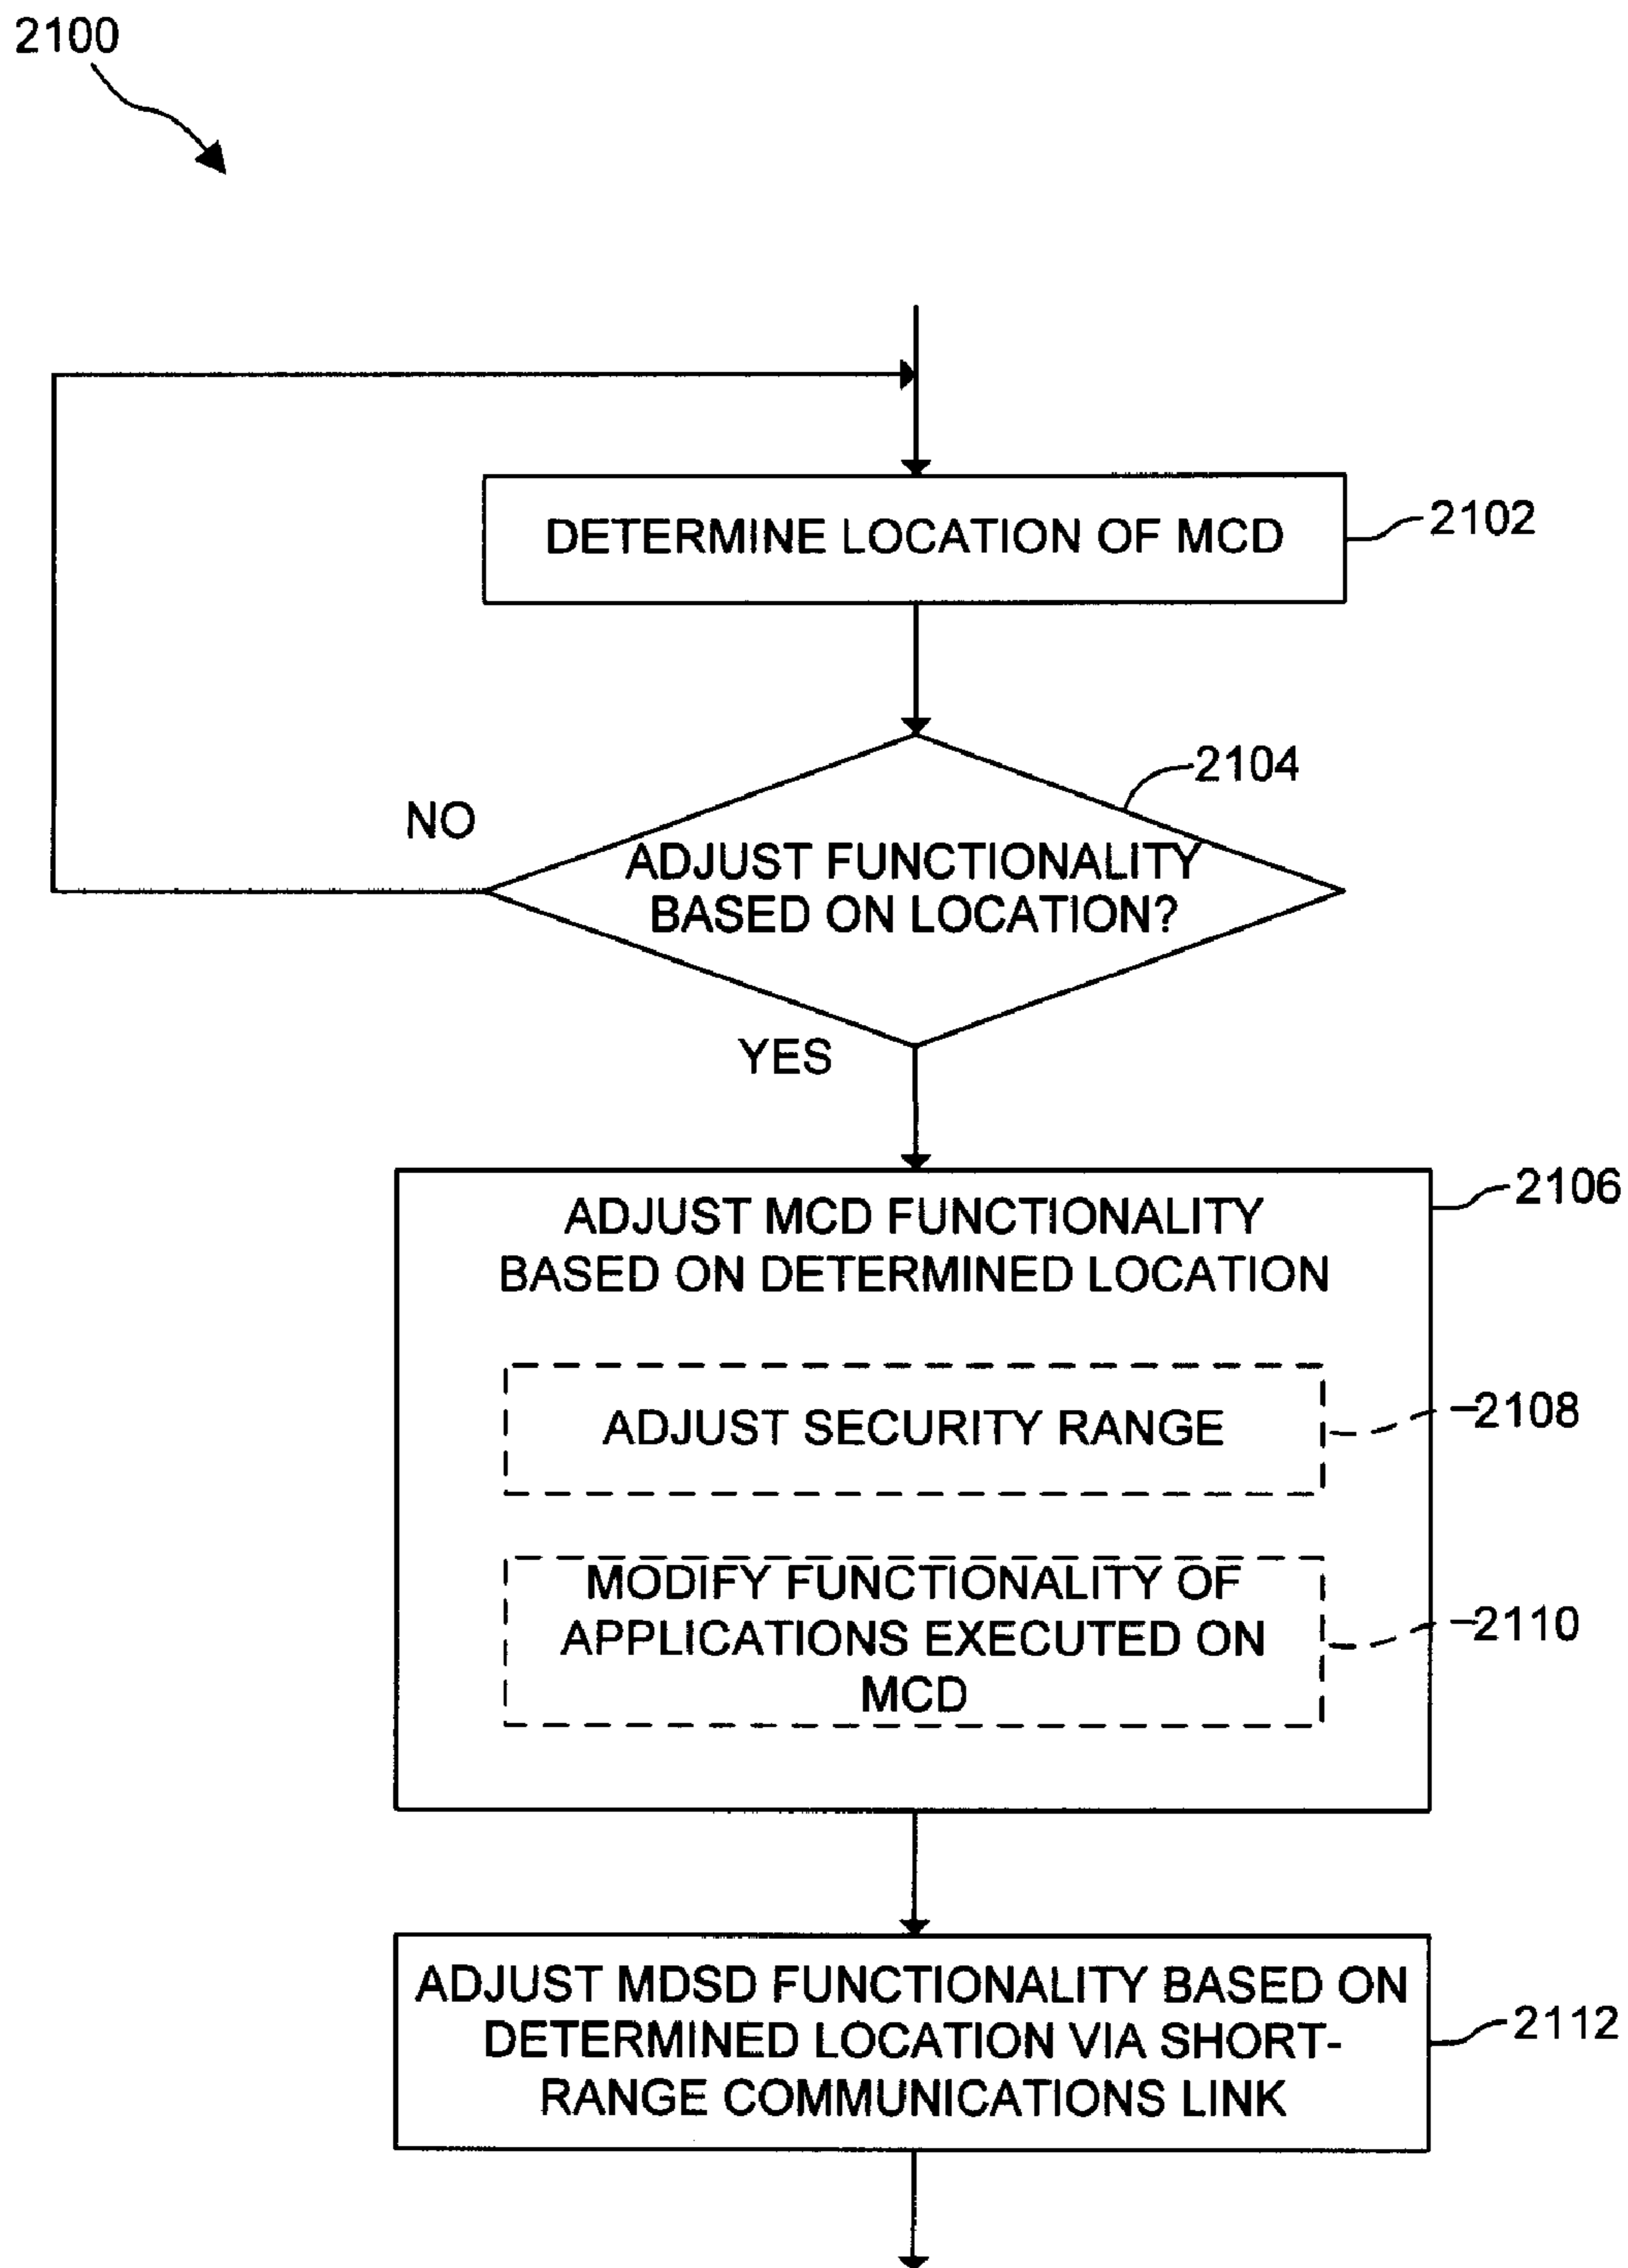 2100
DETERMINE LOCATION OF MCD
2102
2104
NO
ADJUST FUNCTIONALITY
BASED ON LOCATION?
YES
2106
ADJUST MCD FUNCTIONALITY
BASED ON DETERMINED LOCATION
ADJUST SECURITY RANGE
2108
MODIFY FUNCTIONALITY OF
APPLICATIONS EXECUTED ON
MCD
2110
ADJUST MDSD FUNCTIONALITY BASED ON
DETERMINED LOCATION VIA SHORT-
RANGE COMMUNICATIONS LINK
2112